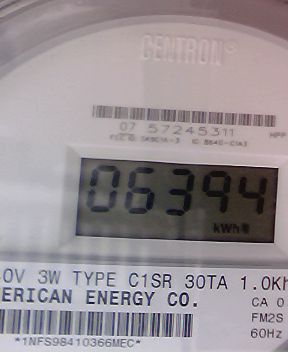 CENTRON®
07 57245311
06394
kWh
0V 3W TYPE C1SR 30TA 1.0Kh
ERICAN ENERGY CO.
CA 0
FM2S
60Hz
*1NFS98410366MEC*